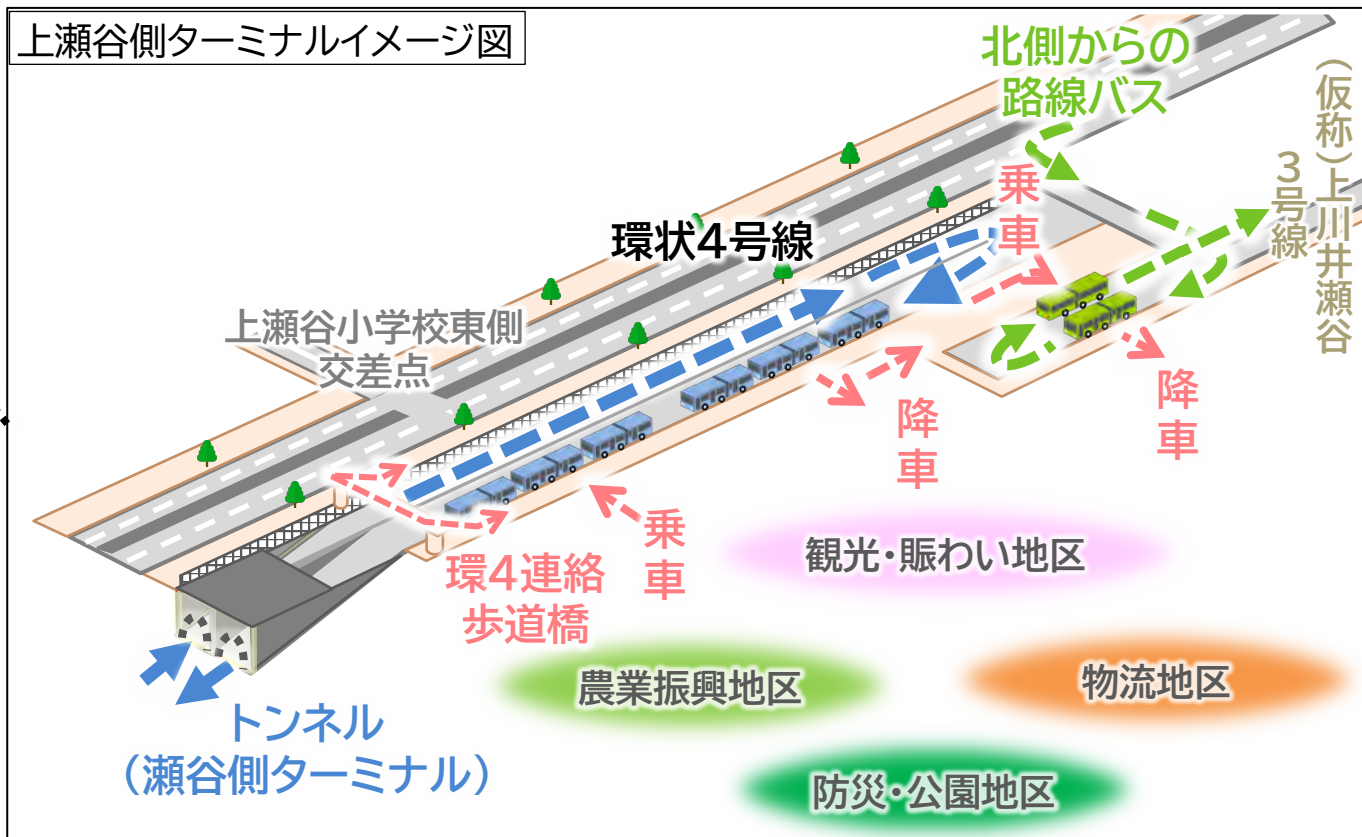 上瀬谷側ターミナルイメージ図
北側からの
路線バス
(仮称)上川井瀬谷
3号線
乗車
環状4号線
上瀬谷小学校東側
交差点
降車
降車
乗車
環4連絡
歩道橋
観光・賑わい地区
農業振興地区
物流地区
トンネル
(瀬谷側ターミナル)
防災・公園地区